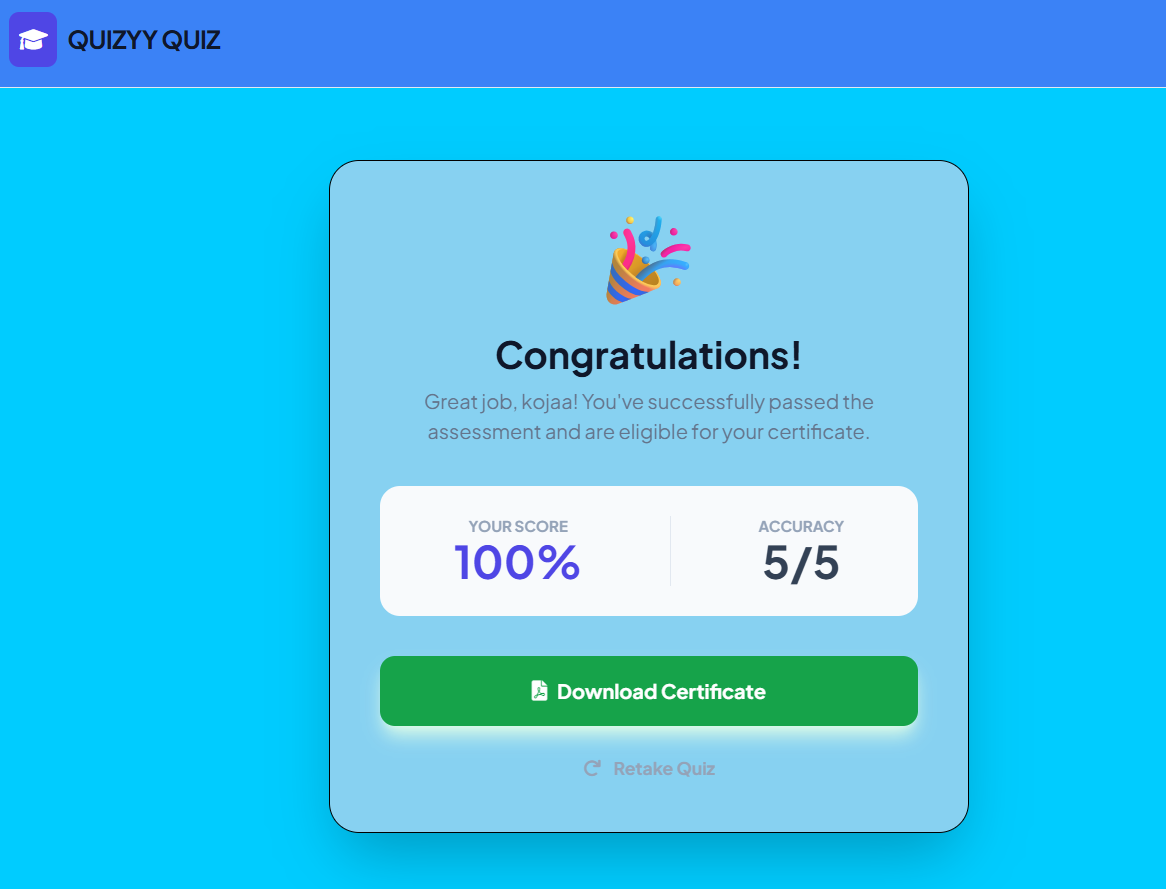 QUIZYY QUIZ
Congratulations!
Great job, kojaa! You've successfully passed the
assessment and are eligible for your certificate.
YOUR SCORE
100%
ACCURACY
5/5
Download Certificate
Retake Quiz